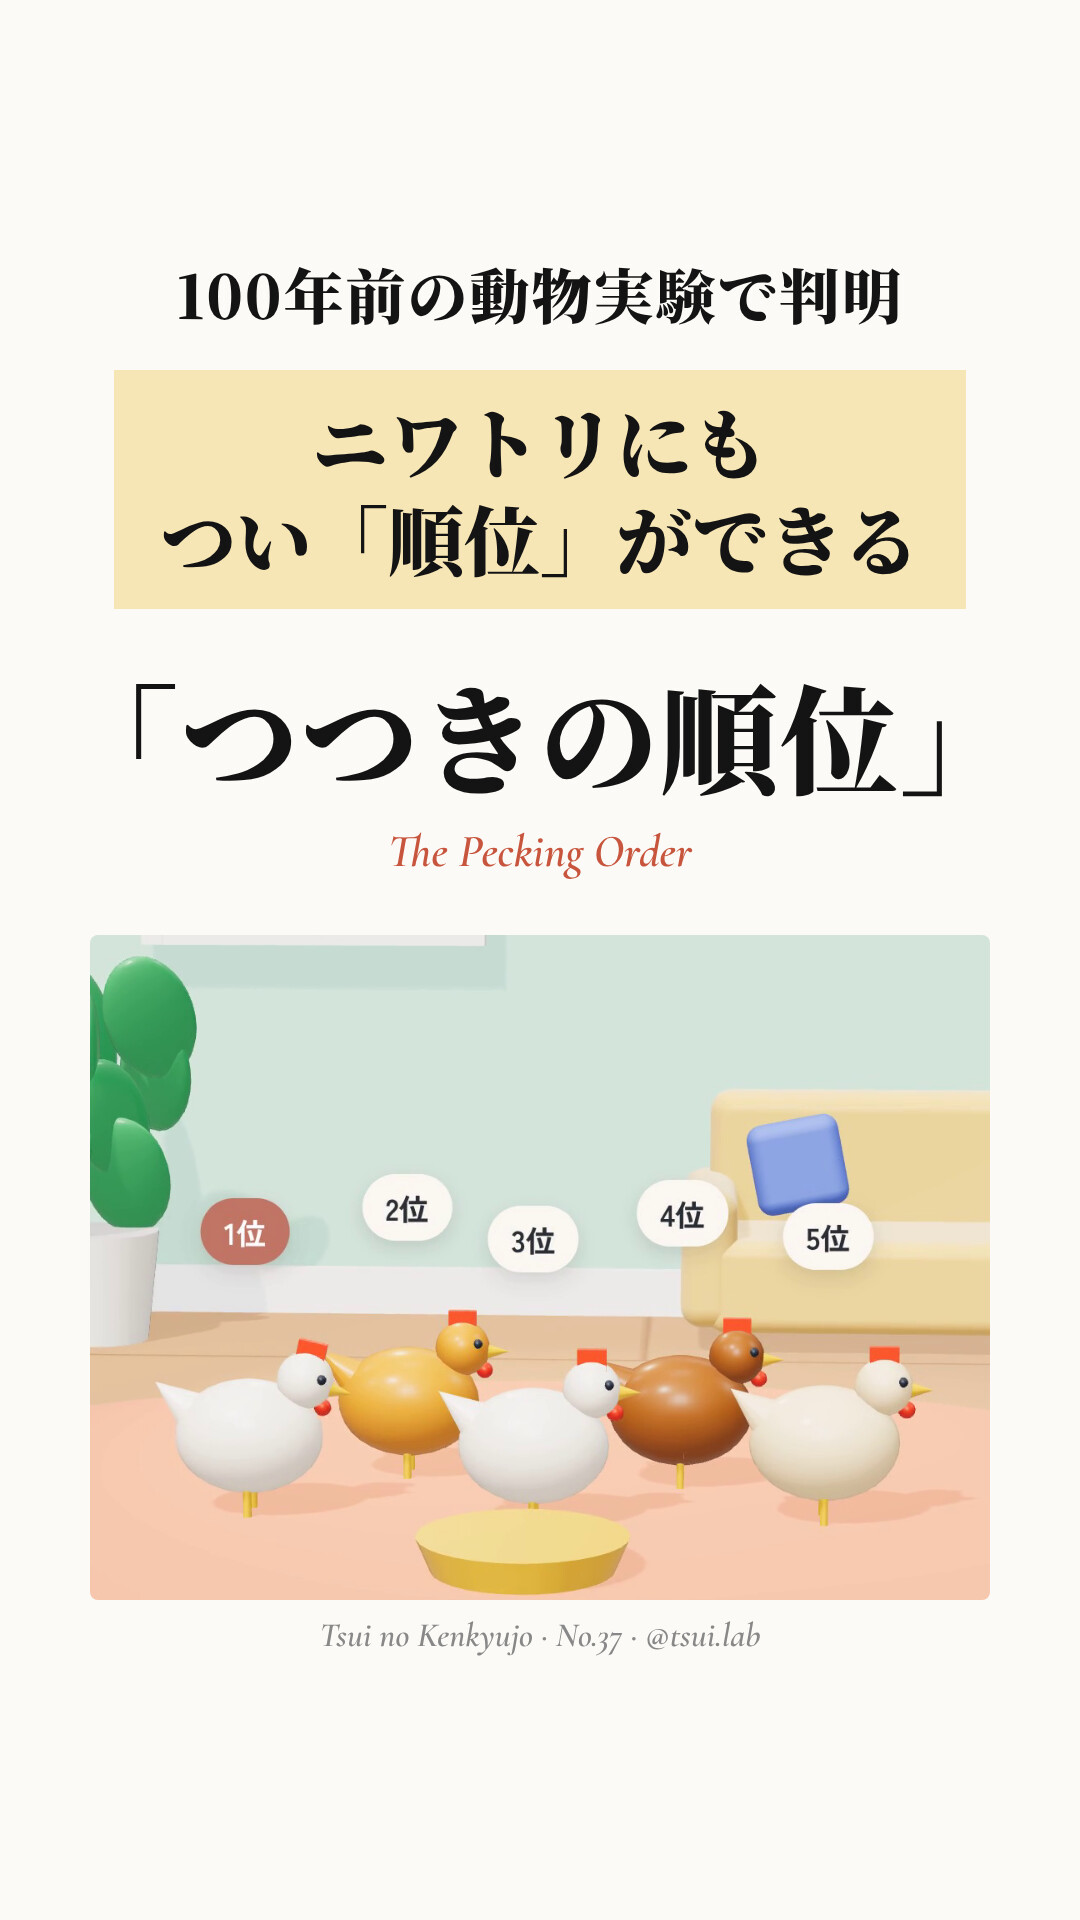 100年前の動物実験で判明
ニワトリにも
つい「順位」ができる
「つつきの順位」
The Pecking Order
1位
2位
3位
4位
5位
Tsui no Kenkyujo · No.37 · @tsui.lab